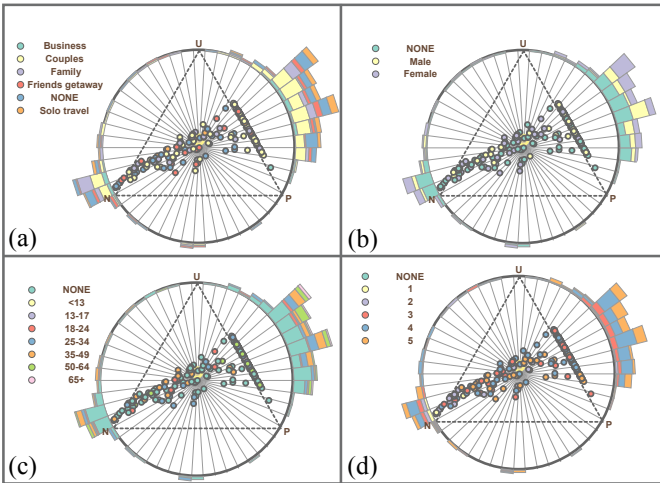 U
Business
Couples
Family
Friends getaway
NONE
Solo travel
N
P
(a)
U
NONE
Male
Female
N
P
(b)
U
NONE
<13
13-17
18-24
25-34
35-49
50-64
65+
N
P
(c)
U
NONE
1
2
3
4
5
N
P
(d)